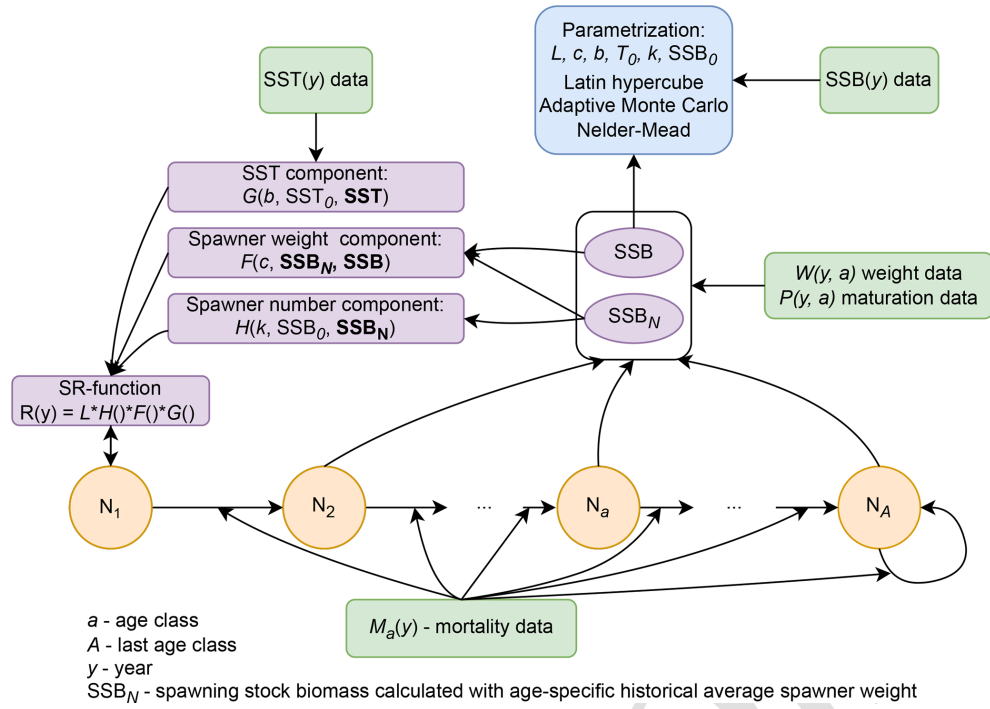 SST(y) data
Parametrization:
L, c, b, T0, k, SSB0
Latin hypercube
Adaptive Monte Carlo
Nelder-Mead
SSB(y) data
SST component:
G(b, SST0, SST)
Spawner weight component:
F(c, SSBN, SSB)
Spawner number component:
H(k, SSB0, SSBN)
SSB
SSBN
W(y, a) weight data
P(y, a) maturation data
SR-function
R(y) = L*H()*F()*G()
N1
N2
...
Na
...
NA
Ma(y) - mortality data
a - age class
A - last age class
y - year
SSBN - spawning stock biomass calculated with age-specific historical average spawner weight